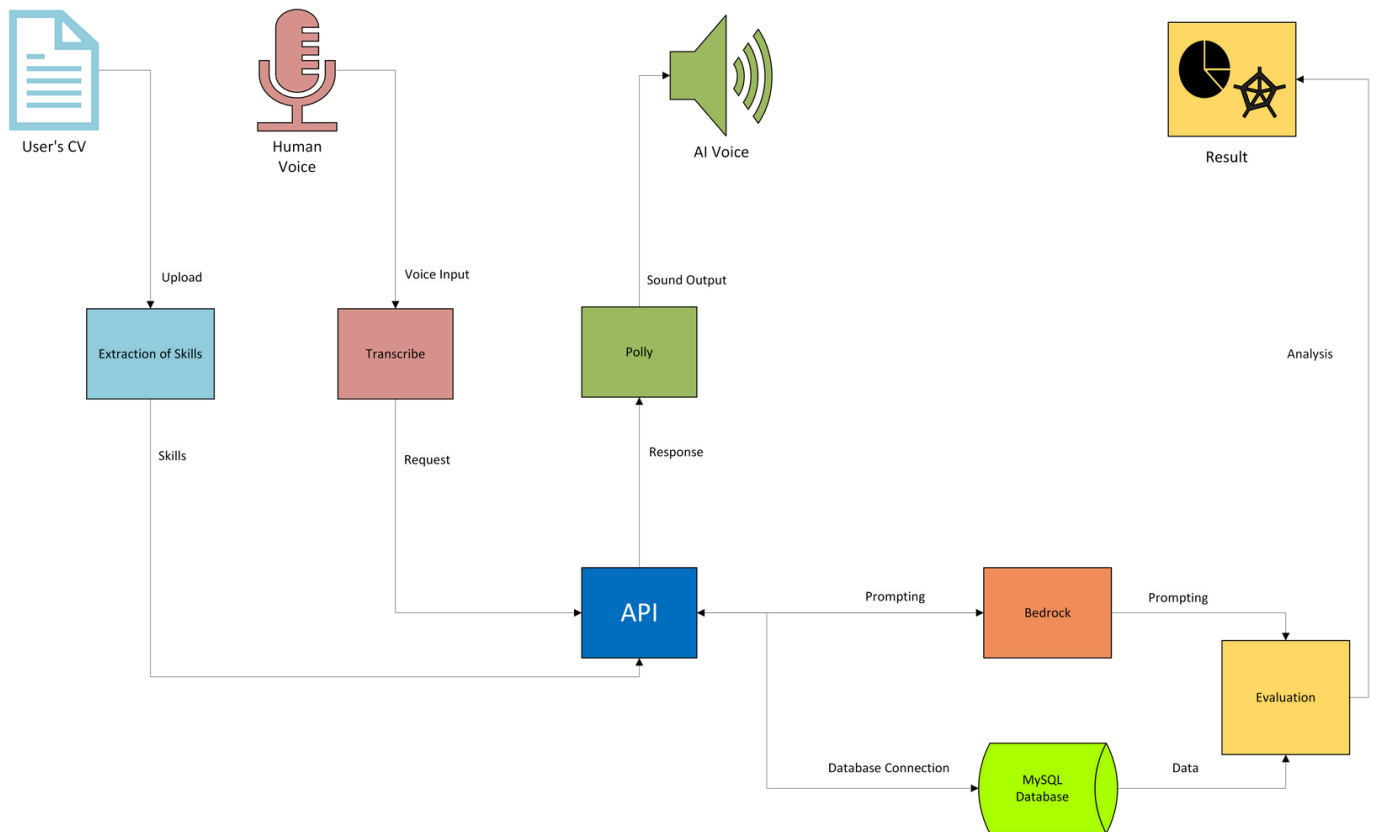 User's CV
Human
Voice
AI Voice
Result
Upload
Voice Input
Sound Output
Extraction of Skills
Transcribe
Polly
Analysis
Skills
Request
Response
API
Prompting
Bedrock
Prompting
Evaluation
Database Connection
MySQL
Database
Data